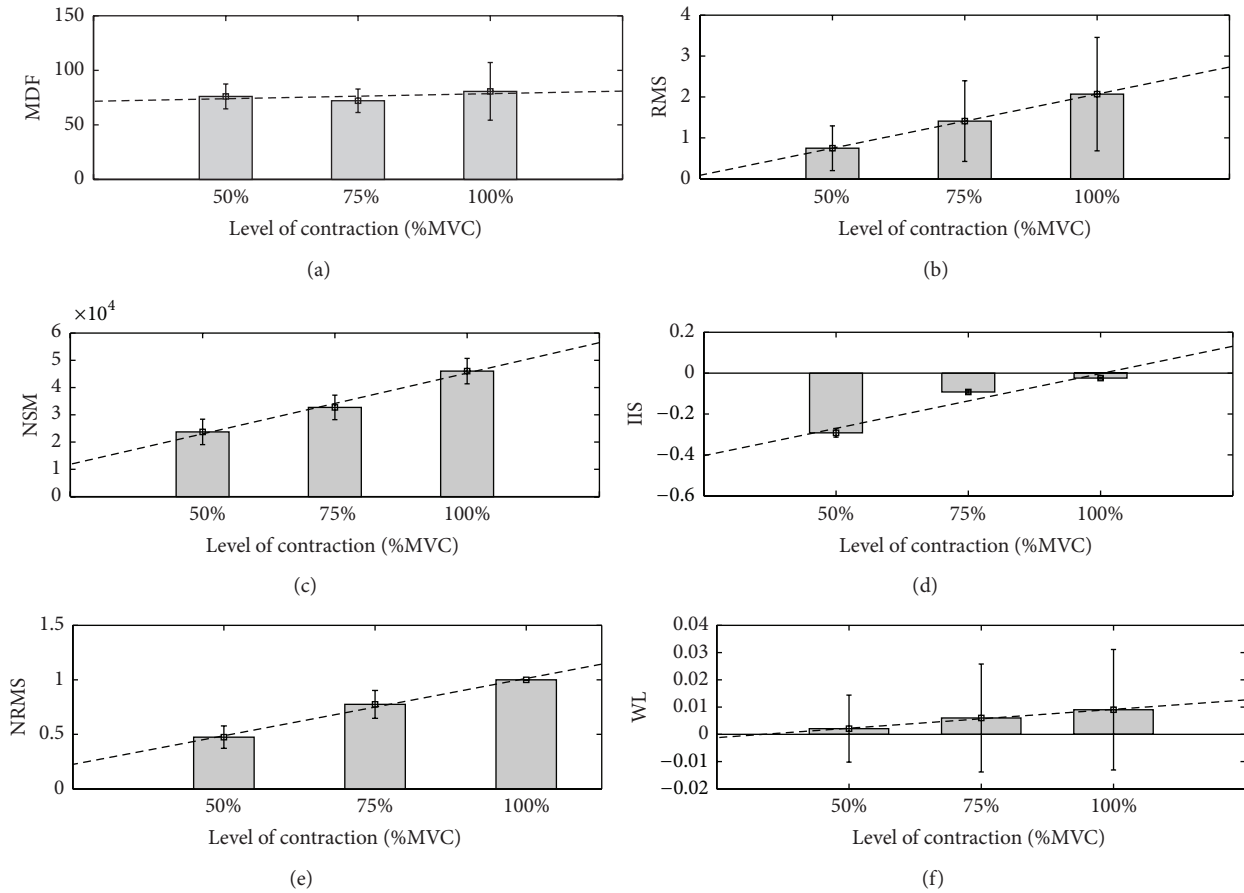 150
100
50
0
MDF
50% 75% 100%
Level of contraction (%MVC)
(a)
4
3
2
1
0
RMS
50% 75% 100%
Level of contraction (%MVC)
(b)
×10⁴
6
5
4
3
2
1
0
NSM
50% 75% 100%
Level of contraction (%MVC)
(c)
0.2
0
−0.2
−0.4
−0.6
IIS
50% 75% 100%
Level of contraction (%MVC)
(d)
1.5
1
0.5
0
NRMS
50% 75% 100%
Level of contraction (%MVC)
(e)
0.04
0.03
0.02
0.01
0
−0.01
−0.02
WL
50% 75% 100%
Level of contraction (%MVC)
(f)